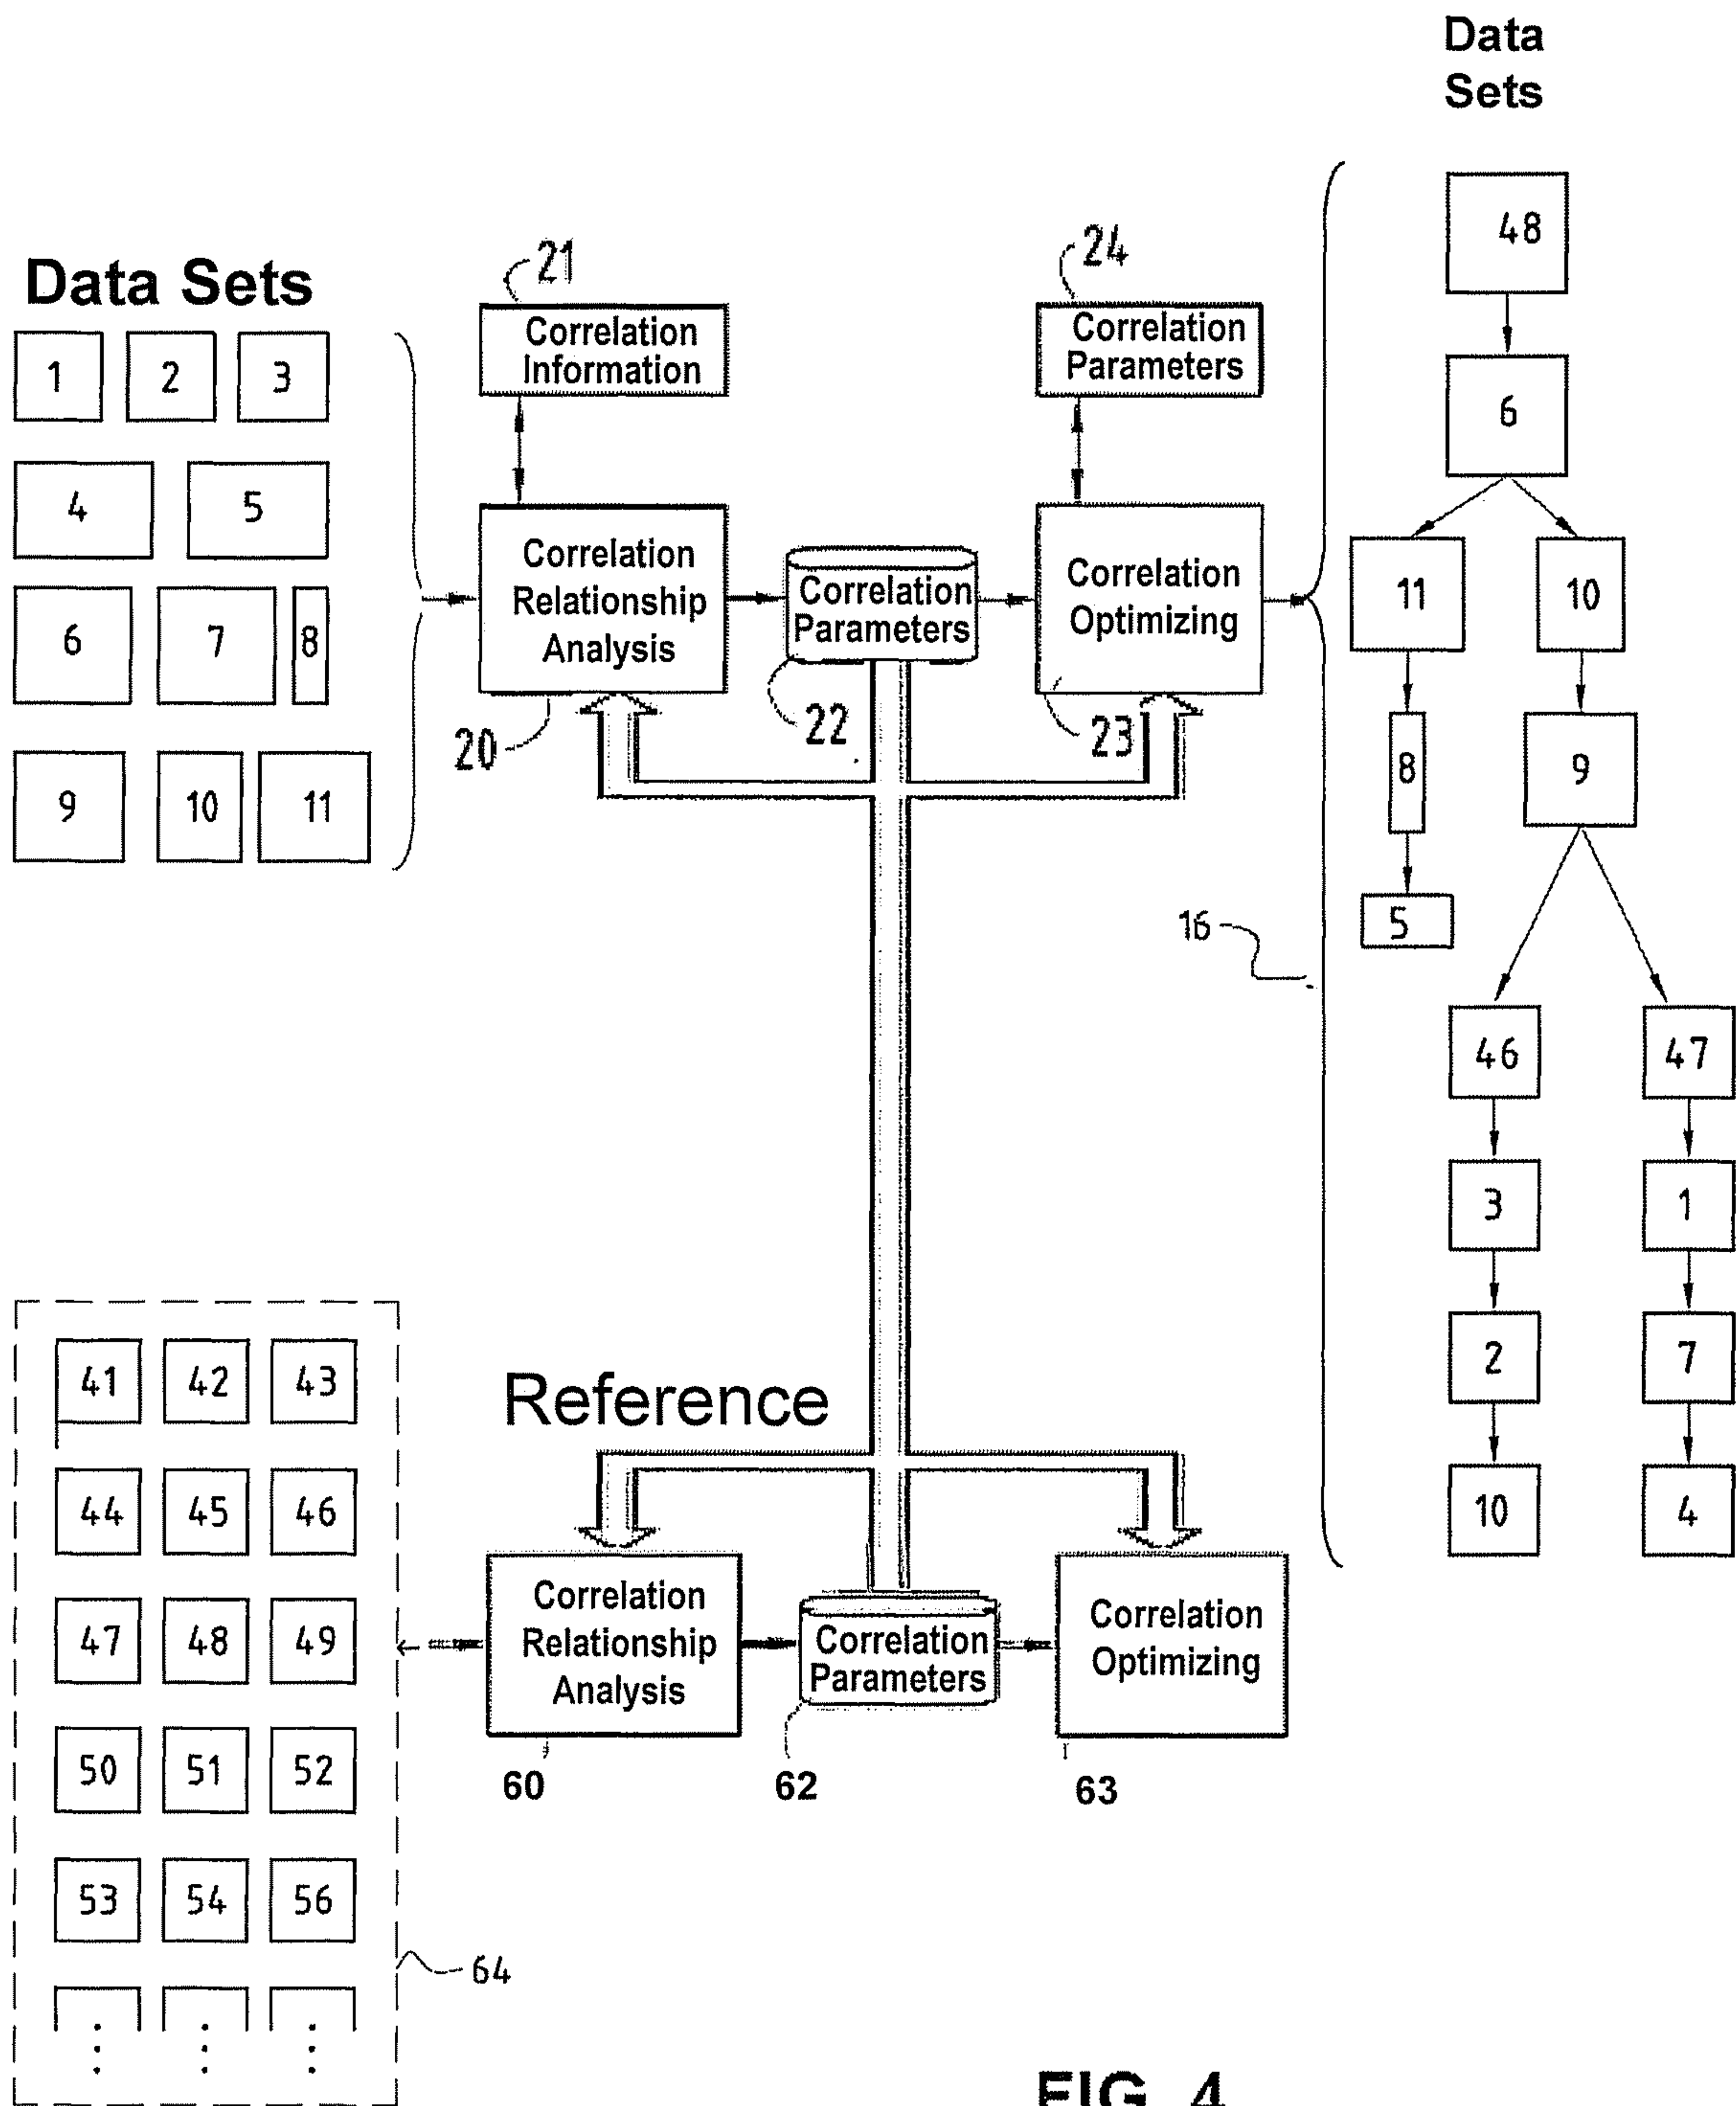 Data
Sets
48
6
11
10
8
9
5
46
47
3
1
2
7
10
4
16
Data Sets
1
2
3
4
5
6
7
8
9
10
11
21
Correlation
Information
24
Correlation
Parameters
Correlation
Relationship
Analysis
20
Correlation
Parameters
22
Correlation
Optimizing
23
Reference
41
42
43
44
45
46
47
48
49
50
51
52
53
54
56
64
Correlation
Relationship
Analysis
60
Correlation
Parameters
62
Correlation
Optimizing
63
FIG. 4